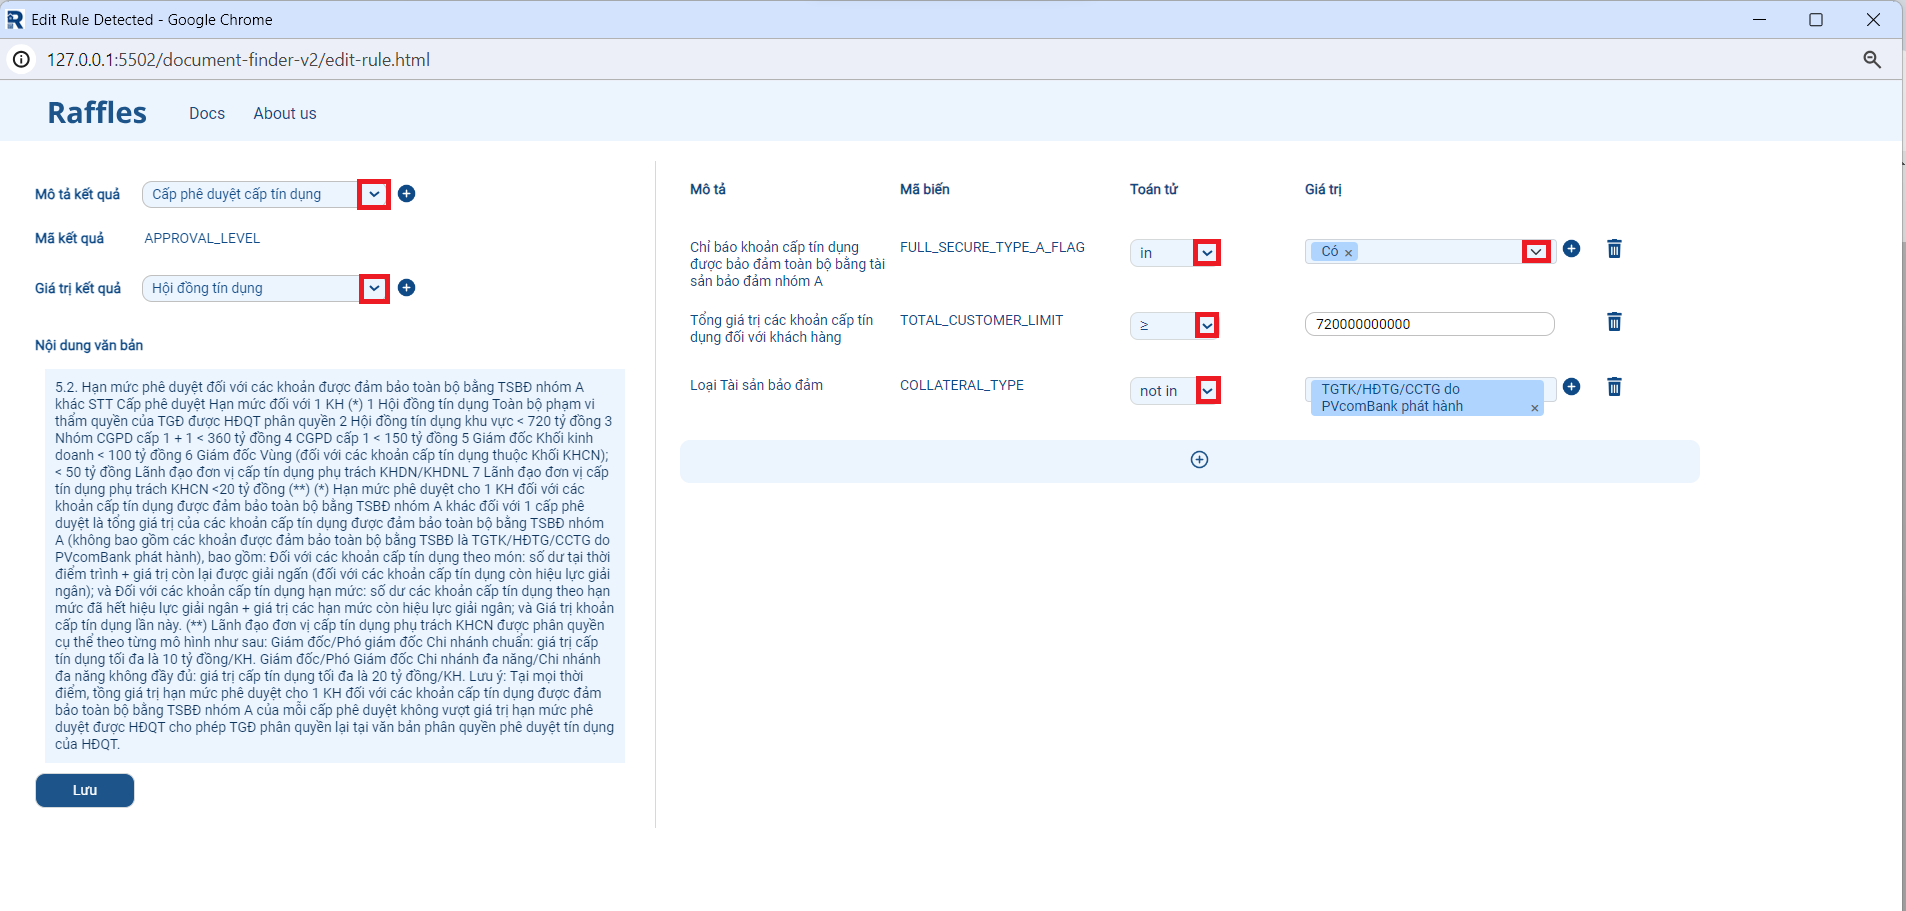 Edit Rule Detected - Google Chrome
127.0.0.1:5502/document-finder-v2/edit-rule.html
Raffles Docs About us
Mô tả kết quả Cấp phê duyệt cấp tín dụng
Mã kết quả APPROVAL_LEVEL
Giá trị kết quả Hội đồng tín dụng
Nội dung văn bản
5.2. Hạn mức phê duyệt đối với các khoản được đảm bảo toàn bộ bằng TSBĐ nhóm A
khác STT Cấp phê duyệt Hạn mức đối với 1 KH (*) 1 Hội đồng tín dụng Toàn bộ phạm vi
thẩm quyền của TGĐ được HĐQT phân quyền 2 Hội đồng tín dụng khu vực < 720 tỷ đồng 3
Nhóm CGPD cấp 1 + 1 < 360 tỷ đồng 4 CGPD cấp 1 < 150 tỷ đồng 5 Giám đốc Khối kinh
doanh < 100 tỷ đồng 6 Giám đốc Vùng (đối với các khoản cấp tín dụng thuộc Khối KHCN);
< 50 tỷ đồng Lãnh đạo đơn vị cấp tín dụng phụ trách KHDN/KHDNL 7 Lãnh đạo đơn vị cấp
tín dụng phụ trách KHCN <20 tỷ đồng (**) (*) Hạn mức phê duyệt cho 1 KH đối với các
khoản cấp tín dụng được đảm bảo toàn bộ bằng TSBĐ nhóm A khác đối với 1 cấp phê
duyệt là tổng giá trị của các khoản cấp tín dụng được đảm bảo toàn bộ bằng TSBĐ nhóm
A (không bao gồm các khoản được đảm bảo toàn bộ bằng TSBĐ là TGTK/HĐTG/CCTG do
PVcomBank phát hành), bao gồm: Đối với các khoản cấp tín dụng theo món: số dư tại thời
điểm trình + giá trị còn lại được giải ngấn (đối với các khoản cấp tín dụng còn hiệu lực giải
ngân); và Đối với các khoản cấp tín dụng hạn mức: số dư các khoản cấp tín dụng theo hạn
mức đã hết hiệu lực giải ngân + giá trị các hạn mức còn hiệu lực giải ngân; và Giá trị khoản
cấp tín dụng lần này. (**) Lãnh đạo đơn vị cấp tín dụng phụ trách KHCN được phân quyền
cụ thể theo từng mô hình như sau: Giám đốc/Phó giám đốc Chi nhánh chuẩn: giá trị cấp
tín dụng tối đa là 10 tỷ đồng/KH. Giám đốc/Phó Giám đốc Chi nhánh đa năng/Chi nhánh
đa năng không đầy đủ: giá trị cấp tín dụng tối đa là 20 tỷ đồng/KH. Lưu ý: Tại mọi thời
điểm, tổng giá trị hạn mức phê duyệt cho 1 KH đối với các khoản cấp tín dụng được đảm
bảo toàn bộ bằng TSBĐ nhóm A của mỗi cấp phê duyệt không vượt giá trị hạn mức phê
duyệt được HĐQT cho phép TGĐ phân quyền lại tại văn bản phân quyền phê duyệt tín dụng
của HĐQT.
Lưu
Mô tả Mã biến Toán tử Giá trị
Chỉ báo khoản cấp tín dụng
được bảo đảm toàn bộ bằng tài
sản bảo đảm nhóm A
FULL_SECURE_TYPE_A_FLAG in Có ×
Tổng giá trị các khoản cấp tín
dụng đối với khách hàng
TOTAL_CUSTOMER_LIMIT ≥ 720000000000
Loại Tài sản bảo đảm COLLATERAL_TYPE not in TGTK/HĐTG/CCTG do
PVcomBank phát hành ×